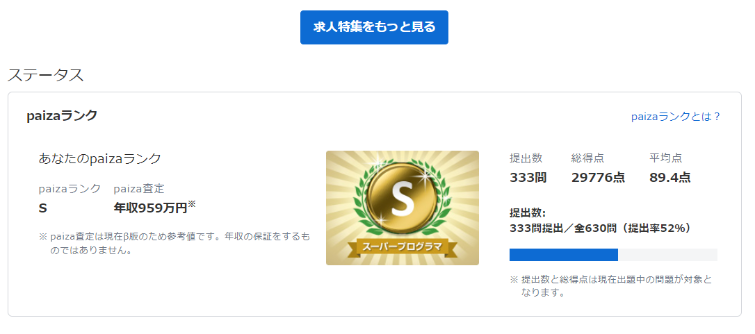 求人特集をもっと見る
ステータス
paizaランク
paizaランクとは？
あなたのpaizaランク
paizaランク
paiza査定
S
年収959万円※
※ paiza査定は現在β版のため参考値です。年収の保証をするも
のではありません。
S
スーパープログラマ
提出数
総得点
平均点
333問
29776点
89.4点
提出数:
333問提出／全630問（提出率52%）
※ 提出数と総得点は現在出題中の問題が対象と
なります。